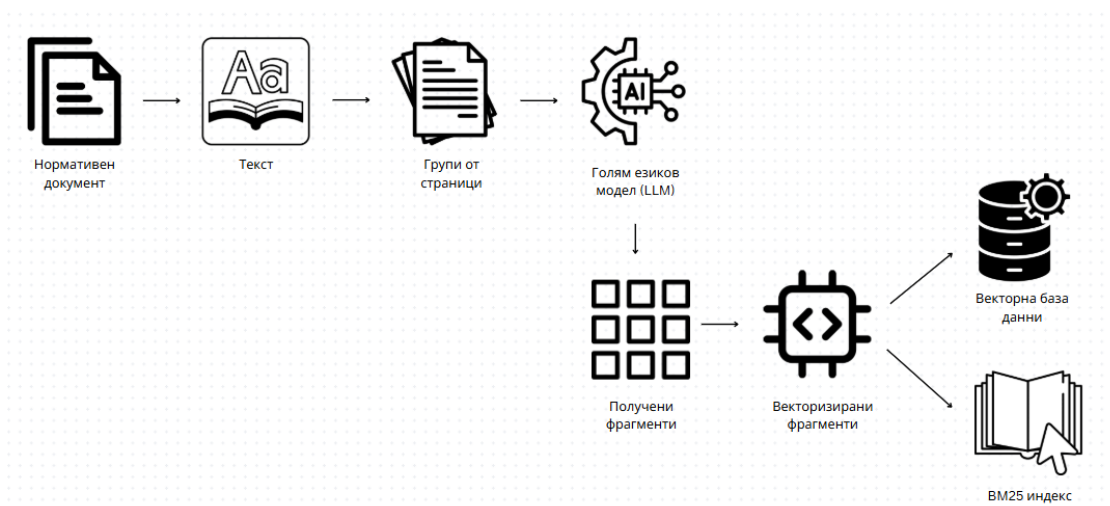 Aa
Нормативен
документ
Текст
Групи от
страници
AI
Голям езиков
модел (LLM)
Получени
фрагменти
Векторизирани
фрагменти
Векторна база
данни
BM25 индекс